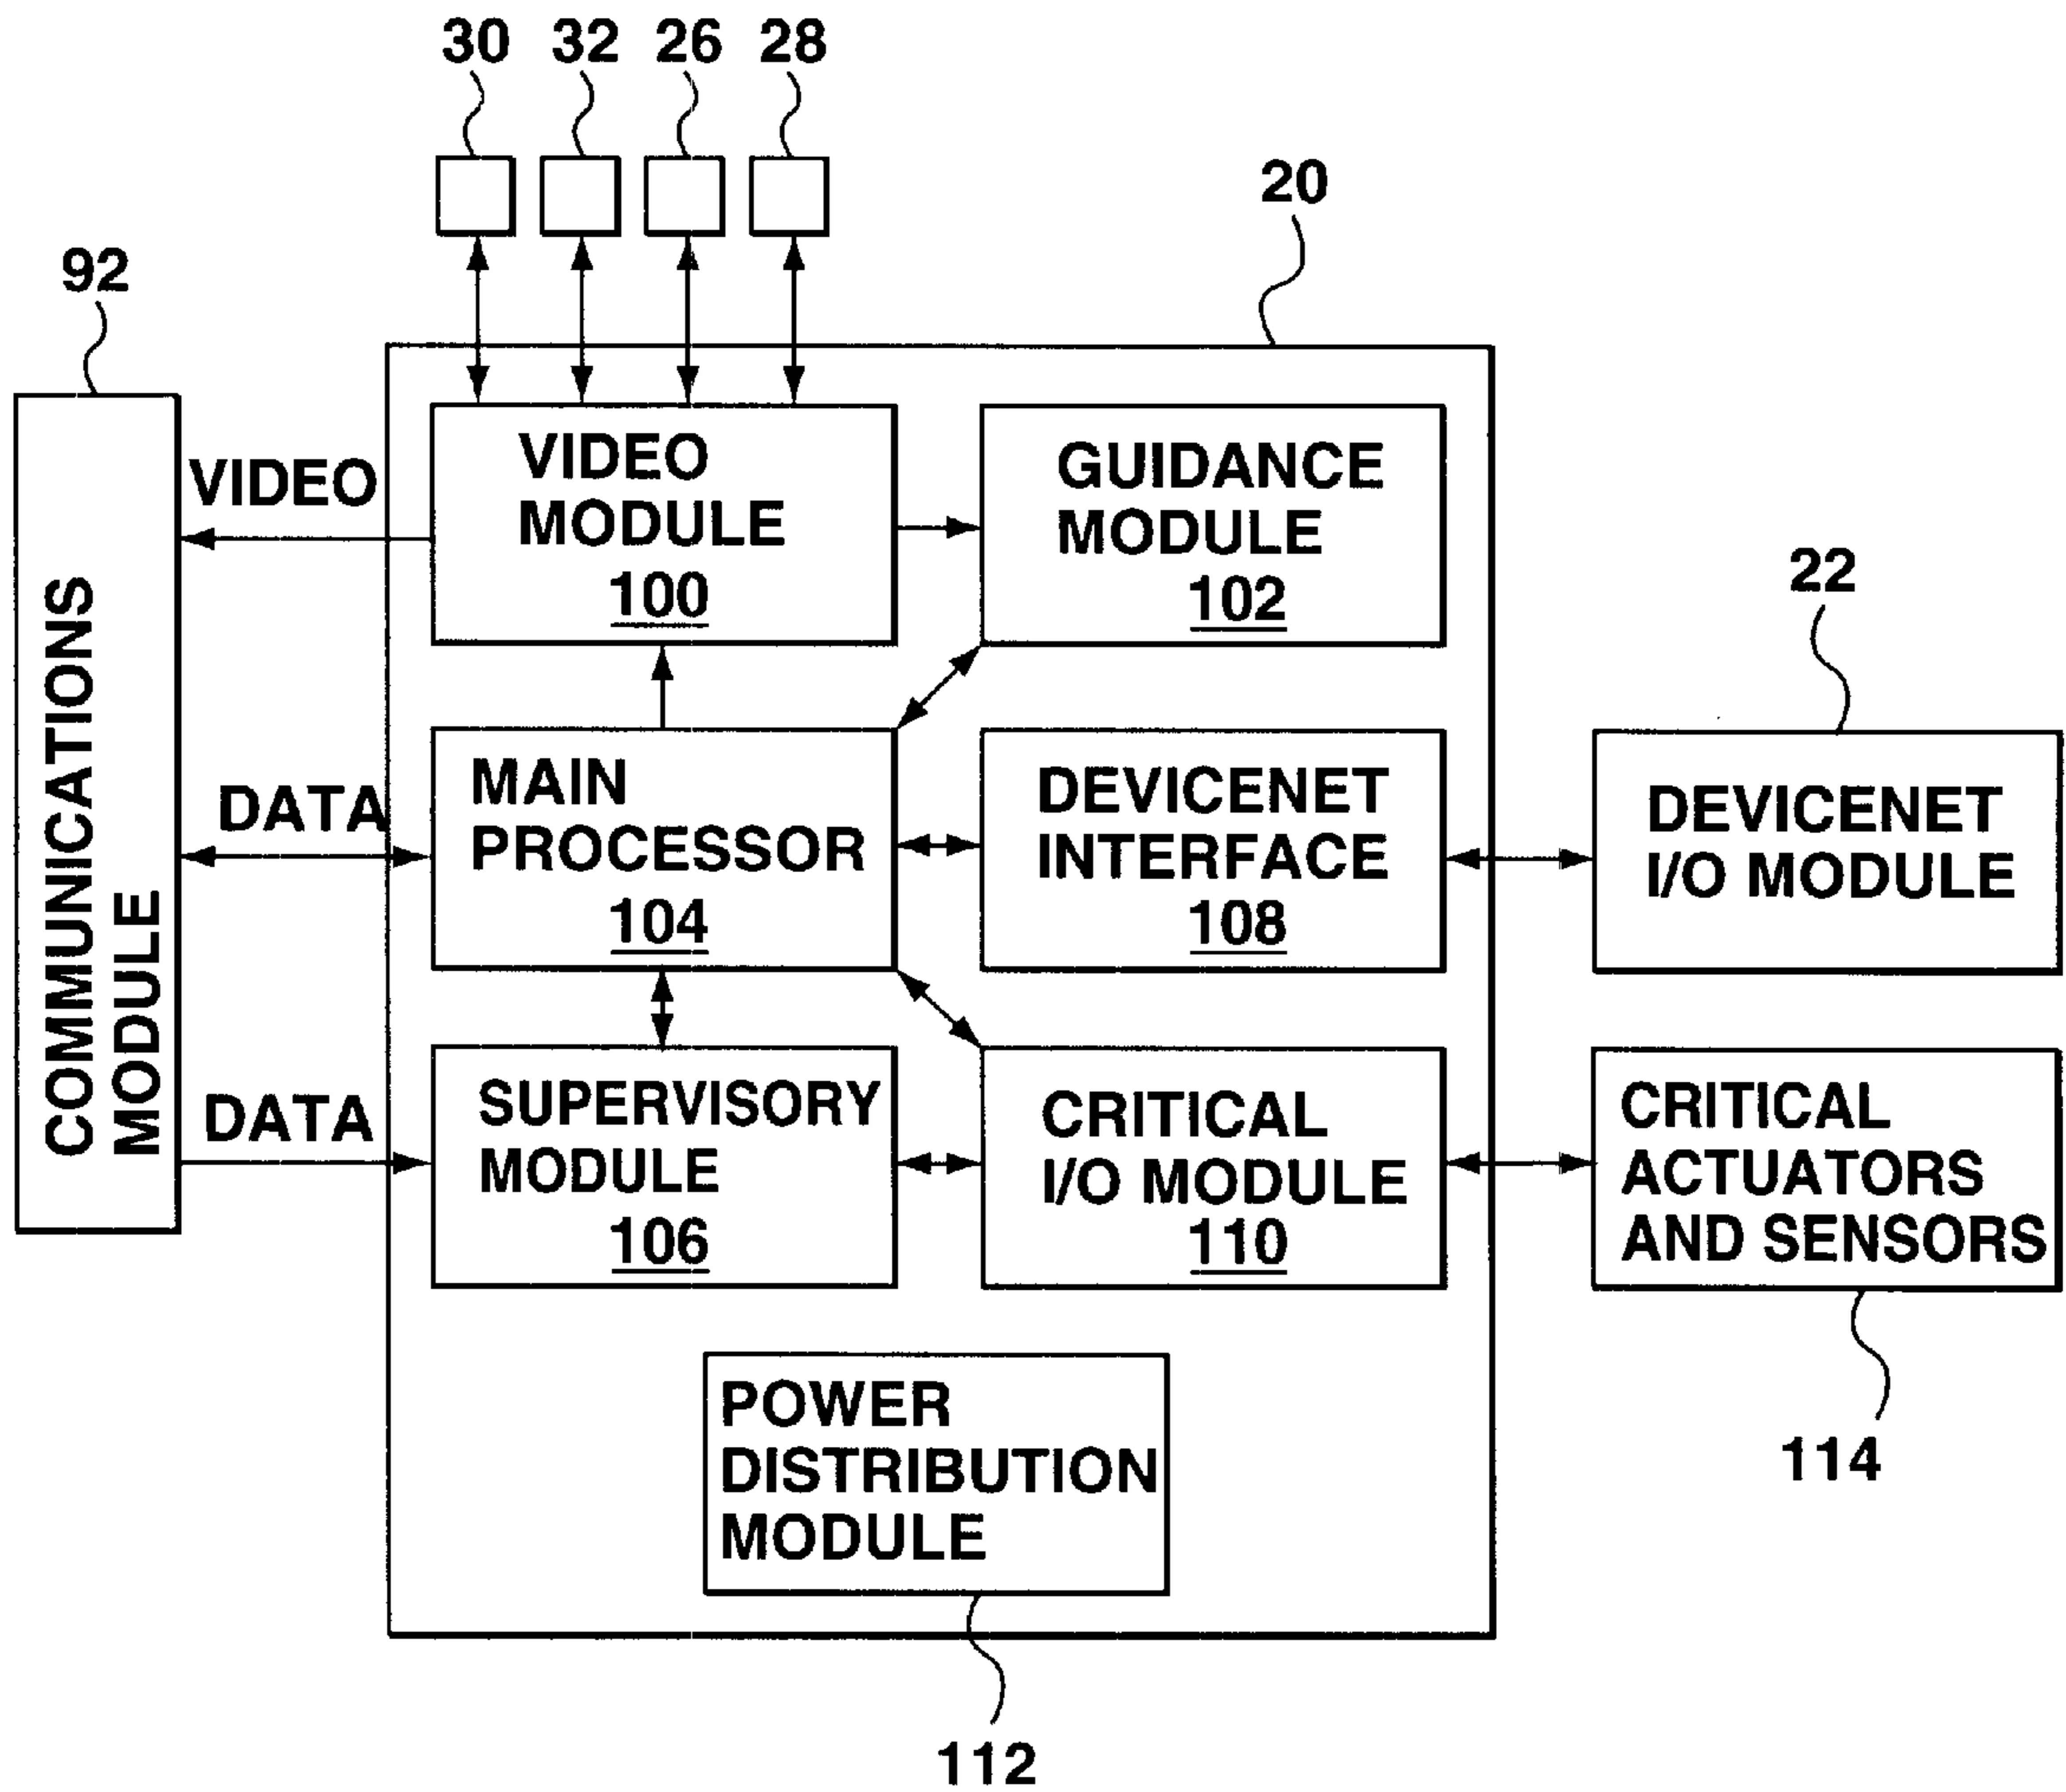 30 32 26 28
20
92
VIDEO
VIDEO
MODULE
100
GUIDANCE
MODULE
102
22
COMMUNICATIONS
MODULE
DATA
MAIN
PROCESSOR
104
DEVICENET
INTERFACE
108
DEVICENET
I/O MODULE
DATA
SUPERVISORY
MODULE
106
CRITICAL
I/O MODULE
110
CRITICAL
ACTUATORS
AND SENSORS
114
POWER
DISTRIBUTION
MODULE
112